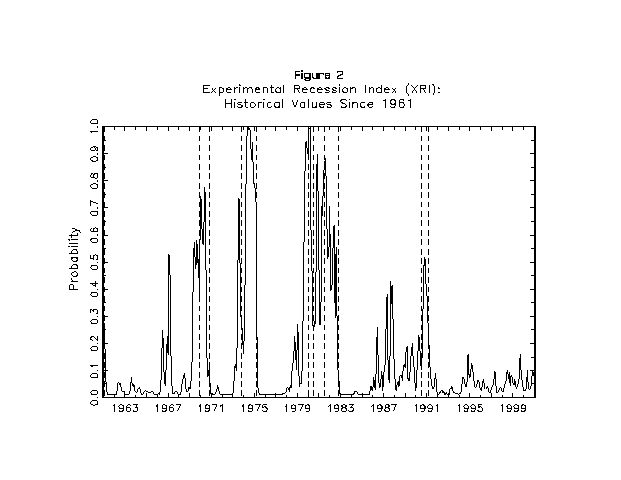 Figure 2
Experimental Recession Index (XRI):
Historical Values Since 1961
Probability
1.0
0.9
0.8
0.7
0.6
0.5
0.4
0.3
0.2
0.1
0.0
1963 1967 1971 1975 1979 1983 1987 1991 1995 1999